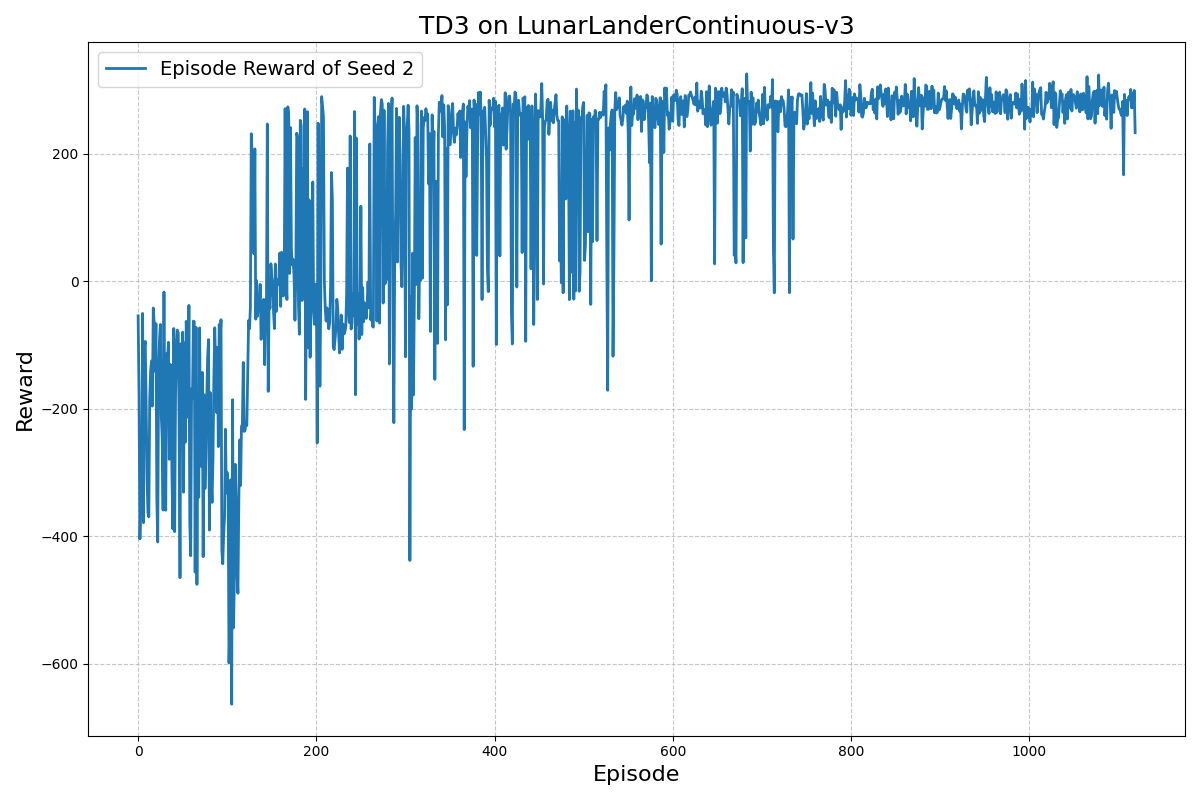 TD3 on LunarLanderContinuous-v3
Episode Reward of Seed 2
Reward
200
0
−200
−400
−600
0
200
400
600
800
1000
Episode